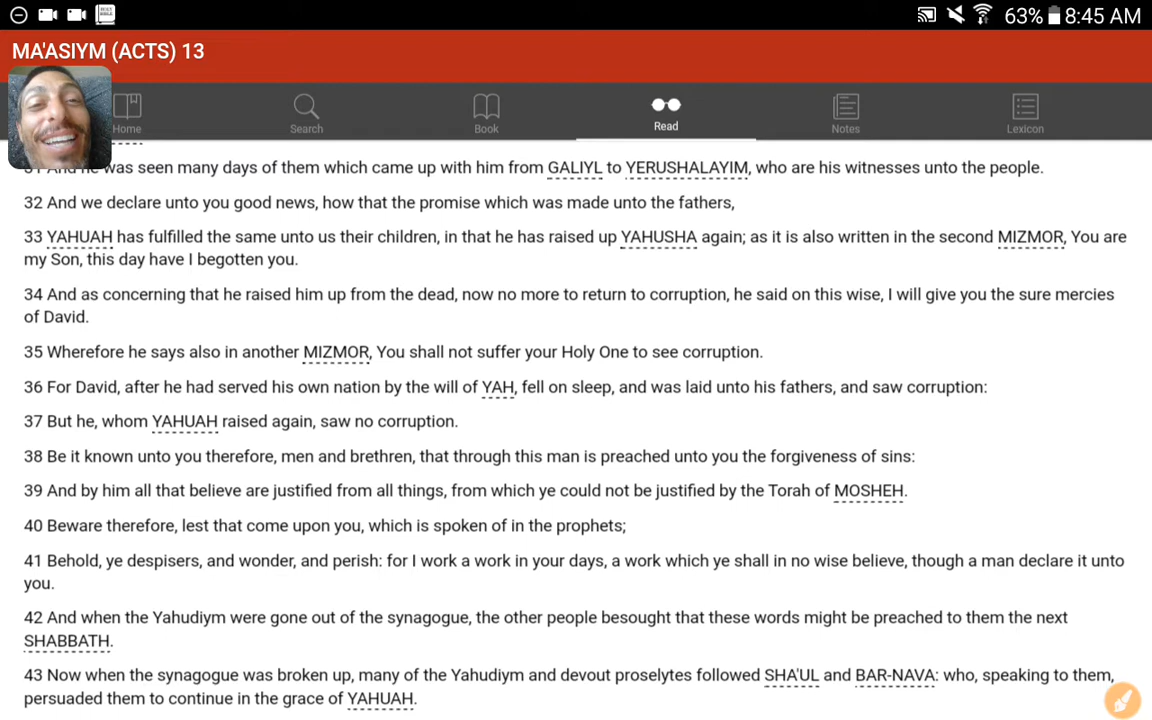 63% 8:45 AM
MA'ASIYM (ACTS) 13
Home
Search
Book
Read
Notes
Lexicon
31 And he was seen many days of them which came up with him from GALIYL to YERUSHALAYIM, who are his witnesses unto the people.
32 And we declare unto you good news, how that the promise which was made unto the fathers,
33 YAHUAH has fulfilled the same unto us their children, in that he has raised up YAHUSHA again; as it is also written in the second MIZMOR, You are
my Son, this day have I begotten you.
34 And as concerning that he raised him up from the dead, now no more to return to corruption, he said on this wise, I will give you the sure mercies
of David.
35 Wherefore he says also in another MIZMOR, You shall not suffer your Holy One to see corruption.
36 For David, after he had served his own nation by the will of YAH, fell on sleep, and was laid unto his fathers, and saw corruption:
37 But he, whom YAHUAH raised again, saw no corruption.
38 Be it known unto you therefore, men and brethren, that through this man is preached unto you the forgiveness of sins:
39 And by him all that believe are justified from all things, from which ye could not be justified by the Torah of MOSHEH.
40 Beware therefore, lest that come upon you, which is spoken of in the prophets;
41 Behold, ye despisers, and wonder, and perish: for I work a work in your days, a work which ye shall in no wise believe, though a man declare it unto
you.
42 And when the Yahudiym were gone out of the synagogue, the other people besought that these words might be preached to them the next
SHABBATH.
43 Now when the synagogue was broken up, many of the Yahudiym and devout proselytes followed SHA'UL and BAR-NAVA: who, speaking to them,
persuaded them to continue in the grace of YAHUAH.